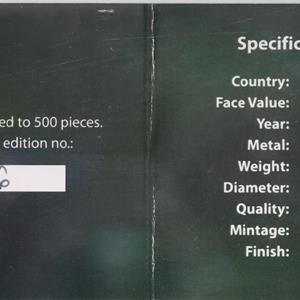 ed to 500 pieces.
edition no.:
Specific
Country:
Face Value:
Year:
Metal:
Weight:
Diameter:
Quality:
Mintage:
Finish: